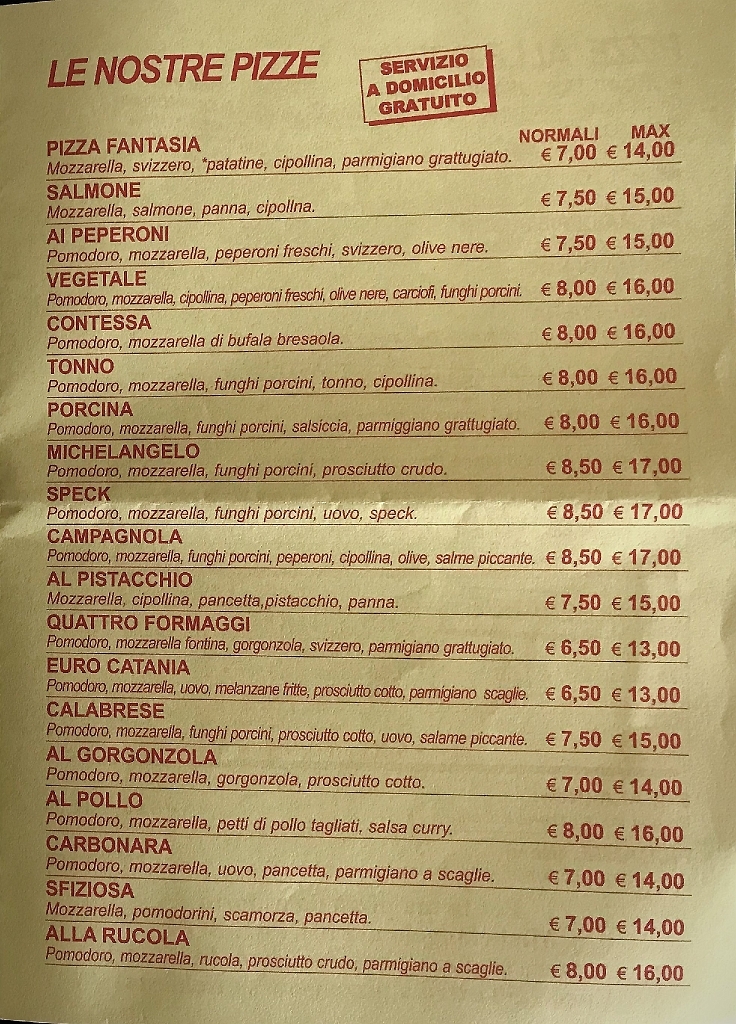 LE NOSTRE PIZZE
SERVIZIO
A DOMICILIO
GRATUITO
NORMALI MAX
PIZZA FANTASIA
Mozzarella, svizzero, *patatine, cipollina, parmigiano grattugiato. € 7,00 € 14,00
SALMONE
Mozzarella, salmone, panna, cipollna. € 7,50 € 15,00
AI PEPERONI
Pomodoro, mozzarella, peperoni freschi, svizzero, olive nere. € 7,50 € 15,00
VEGETALE
Pomodoro, mozzarella, cipollina, peperoni freschi, olive nere, carciofi, funghi porcini. € 8,00 € 16,00
CONTESSA
Pomodoro, mozzarella di bufala bresaola. € 8,00 € 16,00
TONNO
Pomodoro, mozzarella, funghi porcini, tonno, cipollina. € 8,00 € 16,00
PORCINA
Pomodoro, mozzarella, funghi porcini, salsiccia, parmiggiano grattugiato. € 8,00 € 16,00
MICHELANGELO
Pomodoro, mozzarella, funghi porcini, prosciutto crudo. € 8,50 € 17,00
SPECK
Pomodoro, mozzarella, funghi porcini, uovo, speck. € 8,50 € 17,00
CAMPAGNOLA
Pomodoro, mozzarella, funghi porcini, peperoni, cipollina, olive, salme piccante. € 8,50 € 17,00
AL PISTACCHIO
Mozzarella, cipollina, pancetta,pistacchio, panna. € 7,50 € 15,00
QUATTRO FORMAGGI
Pomodoro, mozzarella fontina, gorgonzola, svizzero, parmigiano grattugiato. € 6,50 € 13,00
EURO CATANIA
Pomodoro, mozzarella, uovo, melanzane fritte, prosciutto cotto, parmigiano scaglie. € 6,50 € 13,00
CALABRESE
Pomodoro, mozzarella, funghi porcini, prosciutto cotto, uovo, salame piccante. € 7,50 € 15,00
AL GORGONZOLA
Pomodoro, mozzarella, gorgonzola, prosciutto cotto. € 7,00 € 14,00
AL POLLO
Pomodoro, mozzarella, petti di pollo tagliati, salsa curry. € 8,00 € 16,00
CARBONARA
Pomodoro, mozzarella, uovo, pancetta, parmigiano a scaglie. € 7,00 € 14,00
SFIZIOSA
Mozzarella, pomodorini, scamorza, pancetta. € 7,00 € 14,00
ALLA RUCOLA
Pomodoro, mozzarella, rucola, prosciutto crudo, parmigiano a scaglie. € 8,00 € 16,00